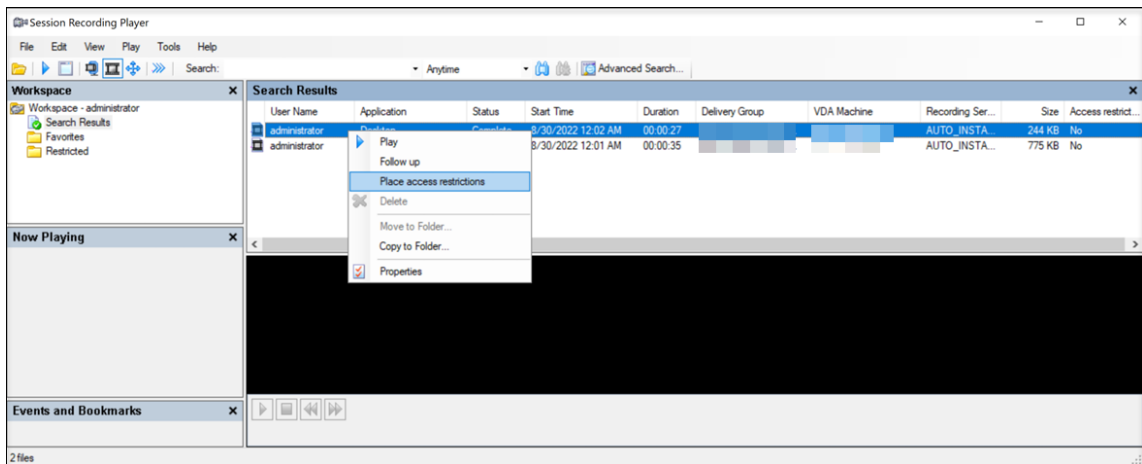 Session Recording Player
File Edit View Play Tools Help
Search: Anytime Advanced Search...
Workspace
Workspace - administrator
Search Results
Favorites
Restricted
Search Results
User Name Application Status Start Time Duration Delivery Group VDA Machine Recording Ser... Size Access restrict...
administrator Desktop Complete 8/30/2022 12:02 AM 00:00:27 AUTO_INSTA... 244 KB No
administrator 8/30/2022 12:01 AM 00:00:35 AUTO_INSTA... 775 KB No
Play
Follow up
Place access restrictions
Delete
Move to Folder...
Copy to Folder...
Properties
Now Playing
Events and Bookmarks
2 files